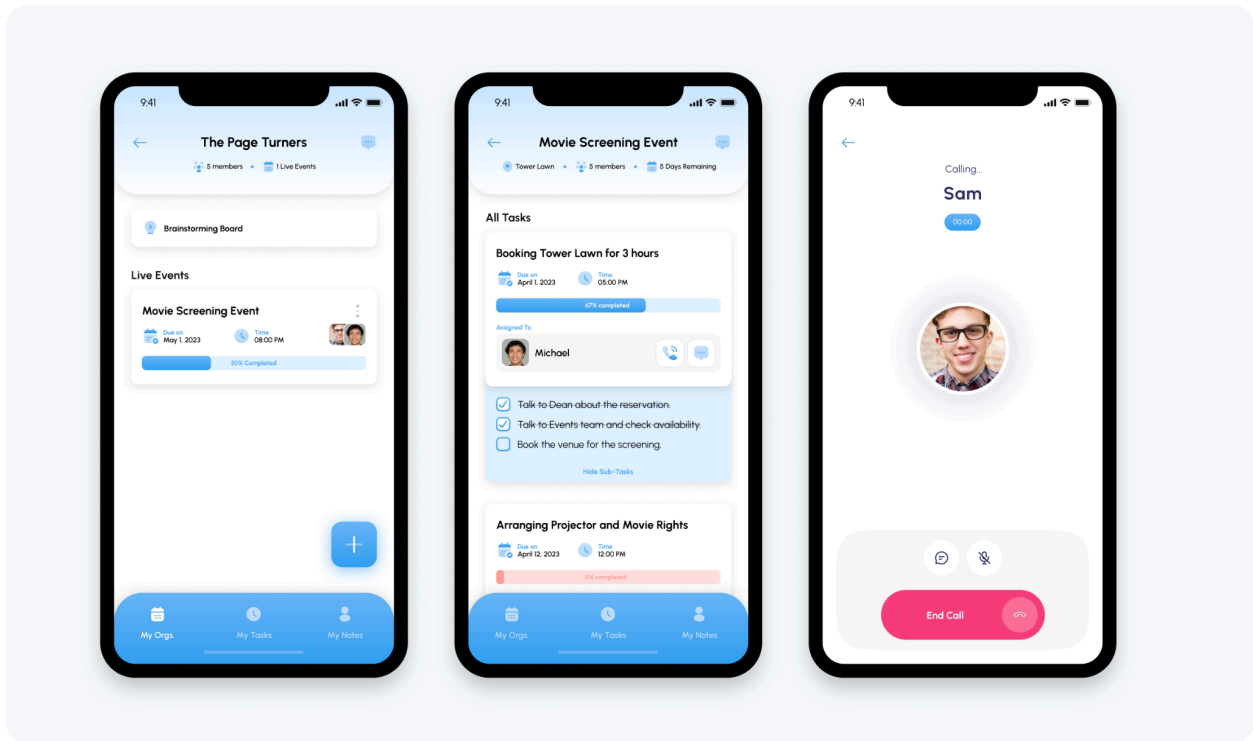 9:41
The Page Turners
5 members • 1 Live Events
Brainstorming Board
Live Events
Movie Screening Event
Due on
May 1, 2023
Time
08:00 PM
30% Completed
My Orgs.
My Tasks
My Notes
9:41
Movie Screening Event
Tower Lawn • 5 members • 5 Days Remaining
All Tasks
Booking Tower Lawn for 3 hours
Due on
April 1, 2023
Time
05:00 PM
67% completed
Assigned To
Michael
Talk to Dean about the reservation.
Talk to Events team and check availability.
Book the venue for the screening.
Hide Sub-Tasks
Arranging Projector and Movie Rights
Due on
April 12, 2023
Time
12:00 PM
0% completed
My Orgs.
My Tasks
My Notes
9:41
Calling...
Sam
00:00
End Call